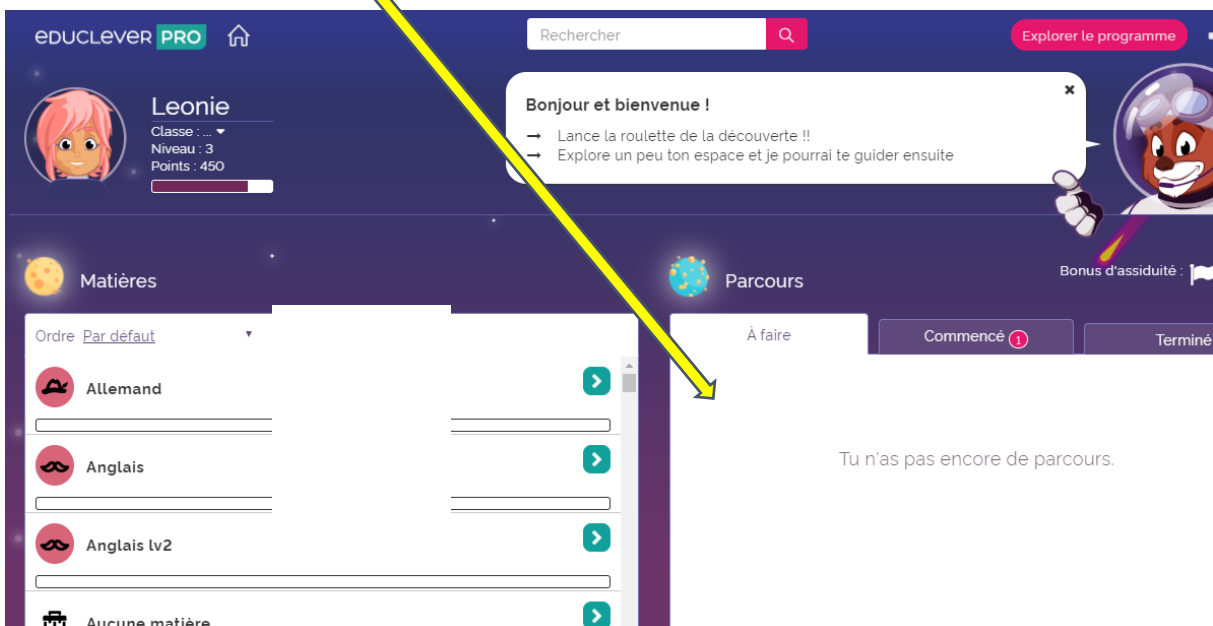 eDUCLeveR PRO
Rechercher
Explorer le programme
Leonie
Classe : ...
Niveau : 3
Points : 450
Bonjour et bienvenue !
→ Lance la roulette de la découverte !!
→ Explore un peu ton espace et je pourrai te guider ensuite
Matières
Ordre Par défaut
Allemand
Anglais
Anglais lv2
Aucune matière
Parcours
Bonus d'assiduité :
À faire
Commencé 1
Terminé
Tu n'as pas encore de parcours.